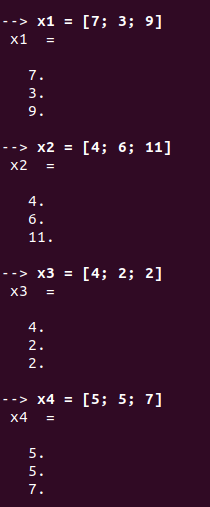 --> x1 = [7; 3; 9]
x1  =
7.
3.
9.
--> x2 = [4; 6; 11]
x2  =
4.
6.
11.
--> x3 = [4; 2; 2]
x3  =
4.
2.
2.
--> x4 = [5; 5; 7]
x4  =
5.
5.
7.